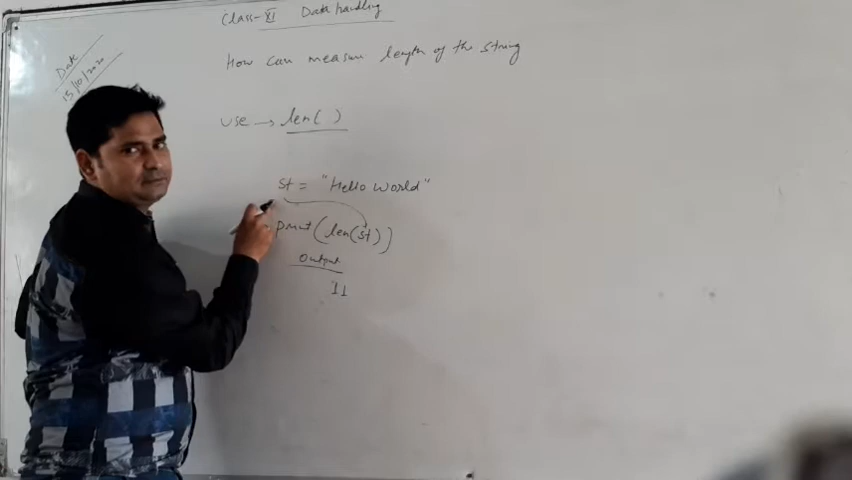 Class-XI Data handling
How can measure length of the string
Date
15/10/2020
use → len( )
st = "Hello world"
print(len(st))
output
11